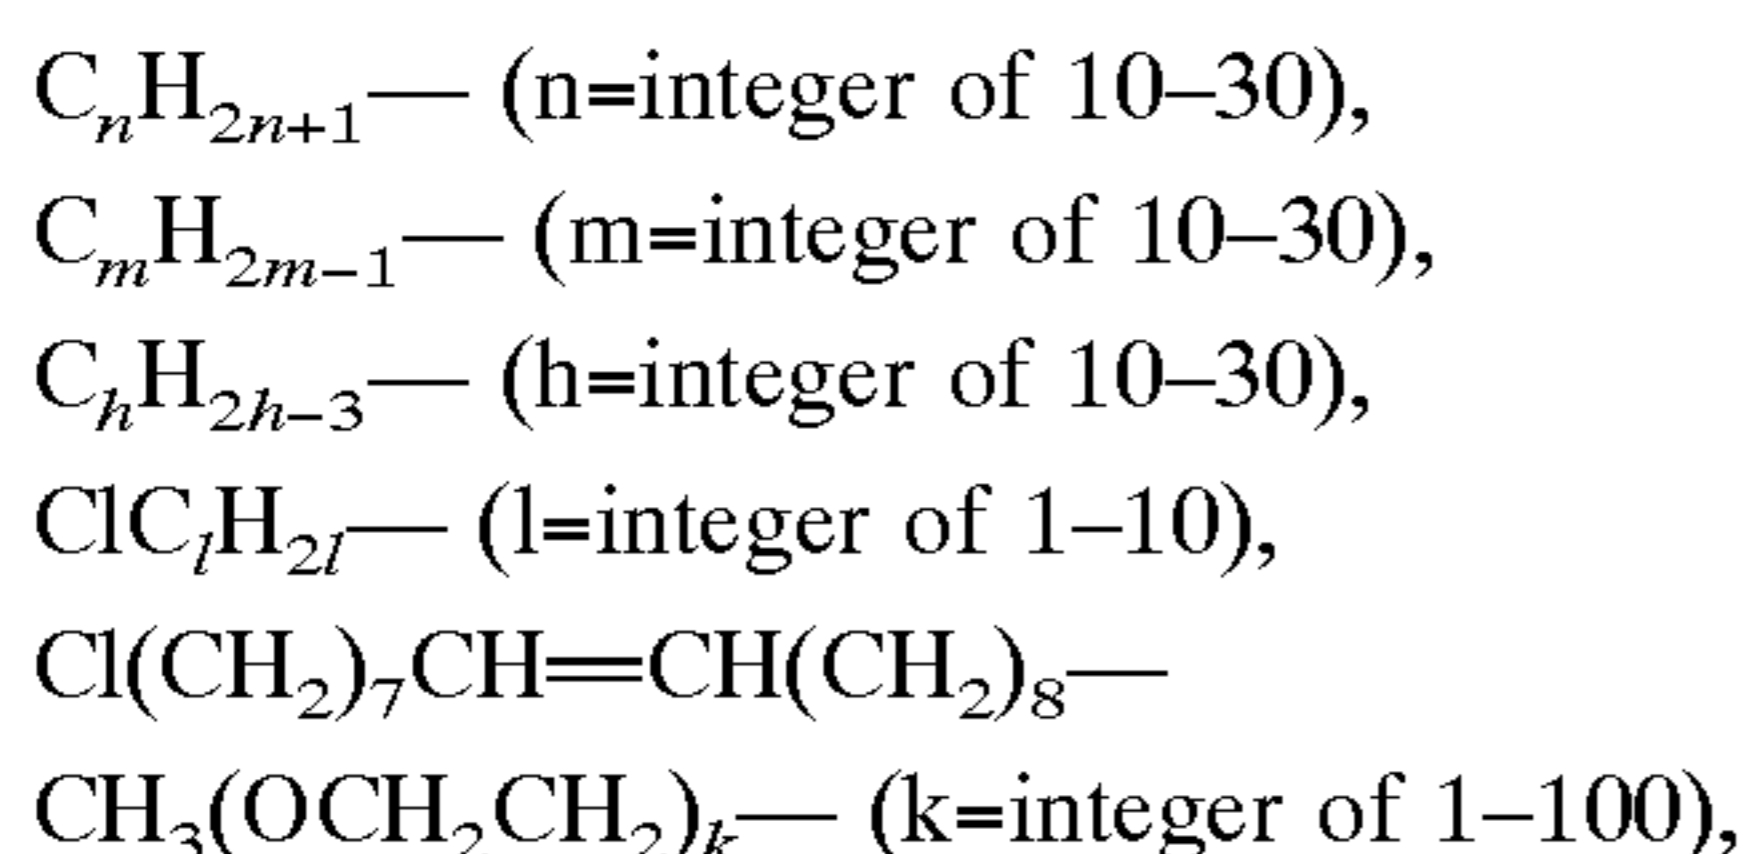 CₙH₂ₙ₊₁— (n=integer of 10–30),
CₘH₂ₘ₋₁— (m=integer of 10–30),
CₕH₂ₕ₋₃— (h=integer of 10–30),
ClCₗH₂ₗ— (l=integer of 1–10),
Cl(CH₂)₇CH=CH(CH₂)₈—
CH₃(OCH₂CH₂)ₖ— (k=integer of 1–100),